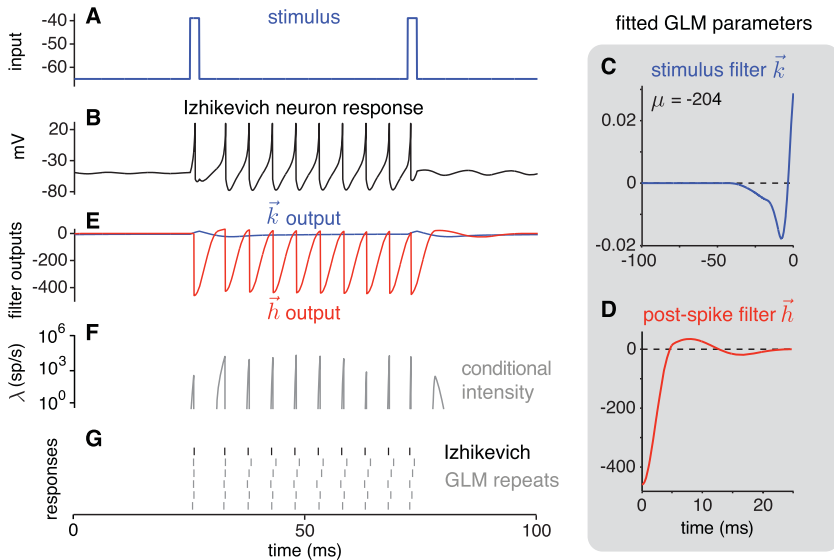 A
stimulus
input
-40
-50
-60
B
Izhikevich neuron response
mV
20
-30
-80
E
k output
filter outputs
0
-200
-400
h output
F
λ (sp/s)
10^6
10^3
10^0
conditional
intensity
G
responses
Izhikevich
GLM repeats
0
50
100
time (ms)
fitted GLM parameters
C
stimulus filter k
μ = -204
0.02
0
-0.02
-100
-50
0
D
post-spike filter h
0
-200
-400
0
10
20
time (ms)